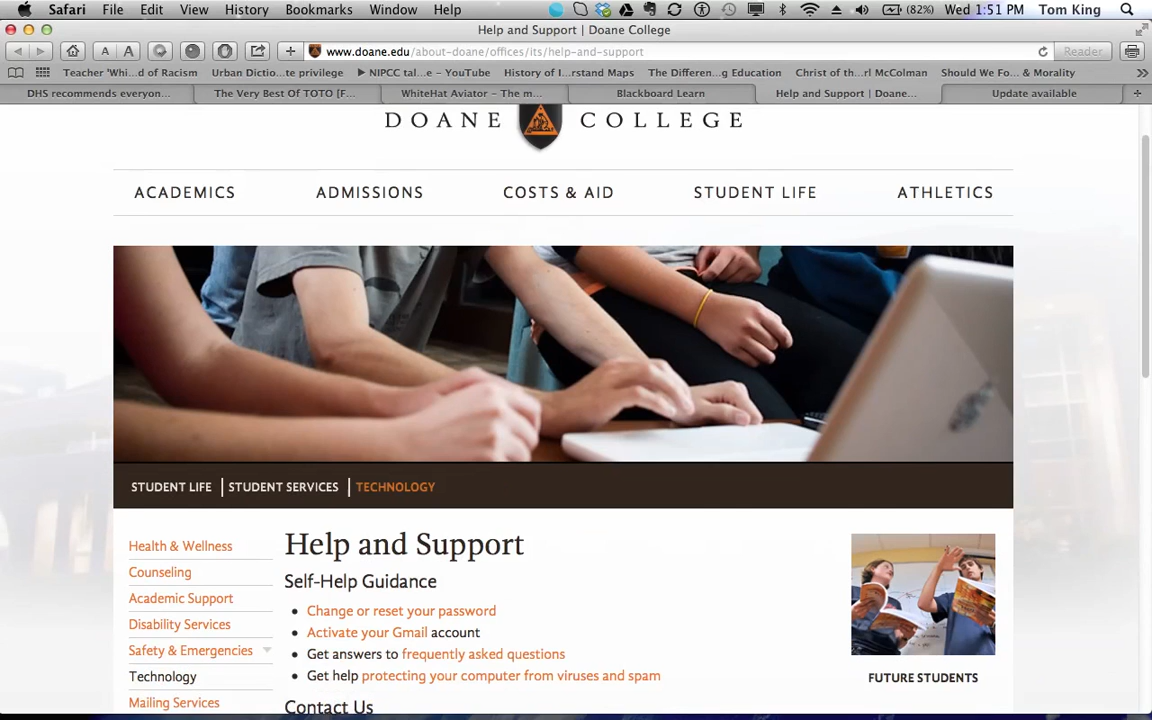 Safari File Edit View History Bookmarks Window Help (82%) Wed 1:51 PM Tom King
Help and Support | Doane College
A A www.doane.edu/about-doane/offices/its/help-and-support Reader
Teacher 'Whi...d of Racism Urban Dictio...te privilege NIPCC tal...e – YouTube History of I...rstand Maps The Differen...g Education Christ of th...rl McColman Should We Fo... & Morality
DHS recommends everyon... The Very Best Of TOTO [F... WhiteHat Aviator – The m... Blackboard Learn Help and Support | Doane... Update available
DOANE COLLEGE
ACADEMICS ADMISSIONS COSTS & AID STUDENT LIFE ATHLETICS
STUDENT LIFE STUDENT SERVICES TECHNOLOGY
Health & Wellness
Counseling
Academic Support
Disability Services
Safety & Emergencies
Technology
Mailing Services
Help and Support
Self-Help Guidance
Change or reset your password
Activate your Gmail account
Get answers to frequently asked questions
Get help protecting your computer from viruses and spam
Contact Us
FUTURE STUDENTS